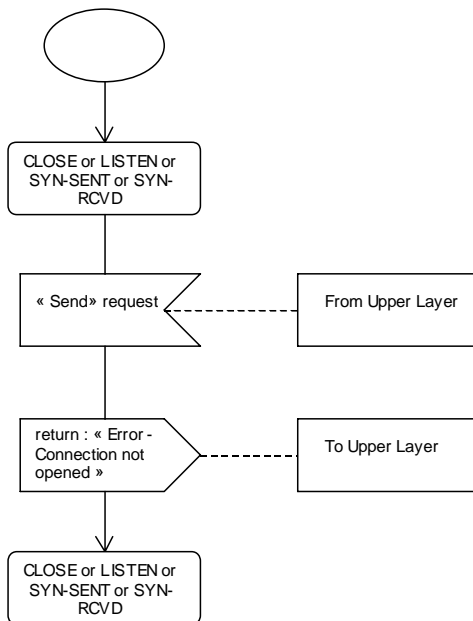 CLOSE or LISTEN or
SYN-SENT or SYN-
RCVD
« Send» request
From Upper Layer
return : « Error -
Connection not
opened »
To Upper Layer
CLOSE or LISTEN or
SYN-SENT or SYN-
RCVD